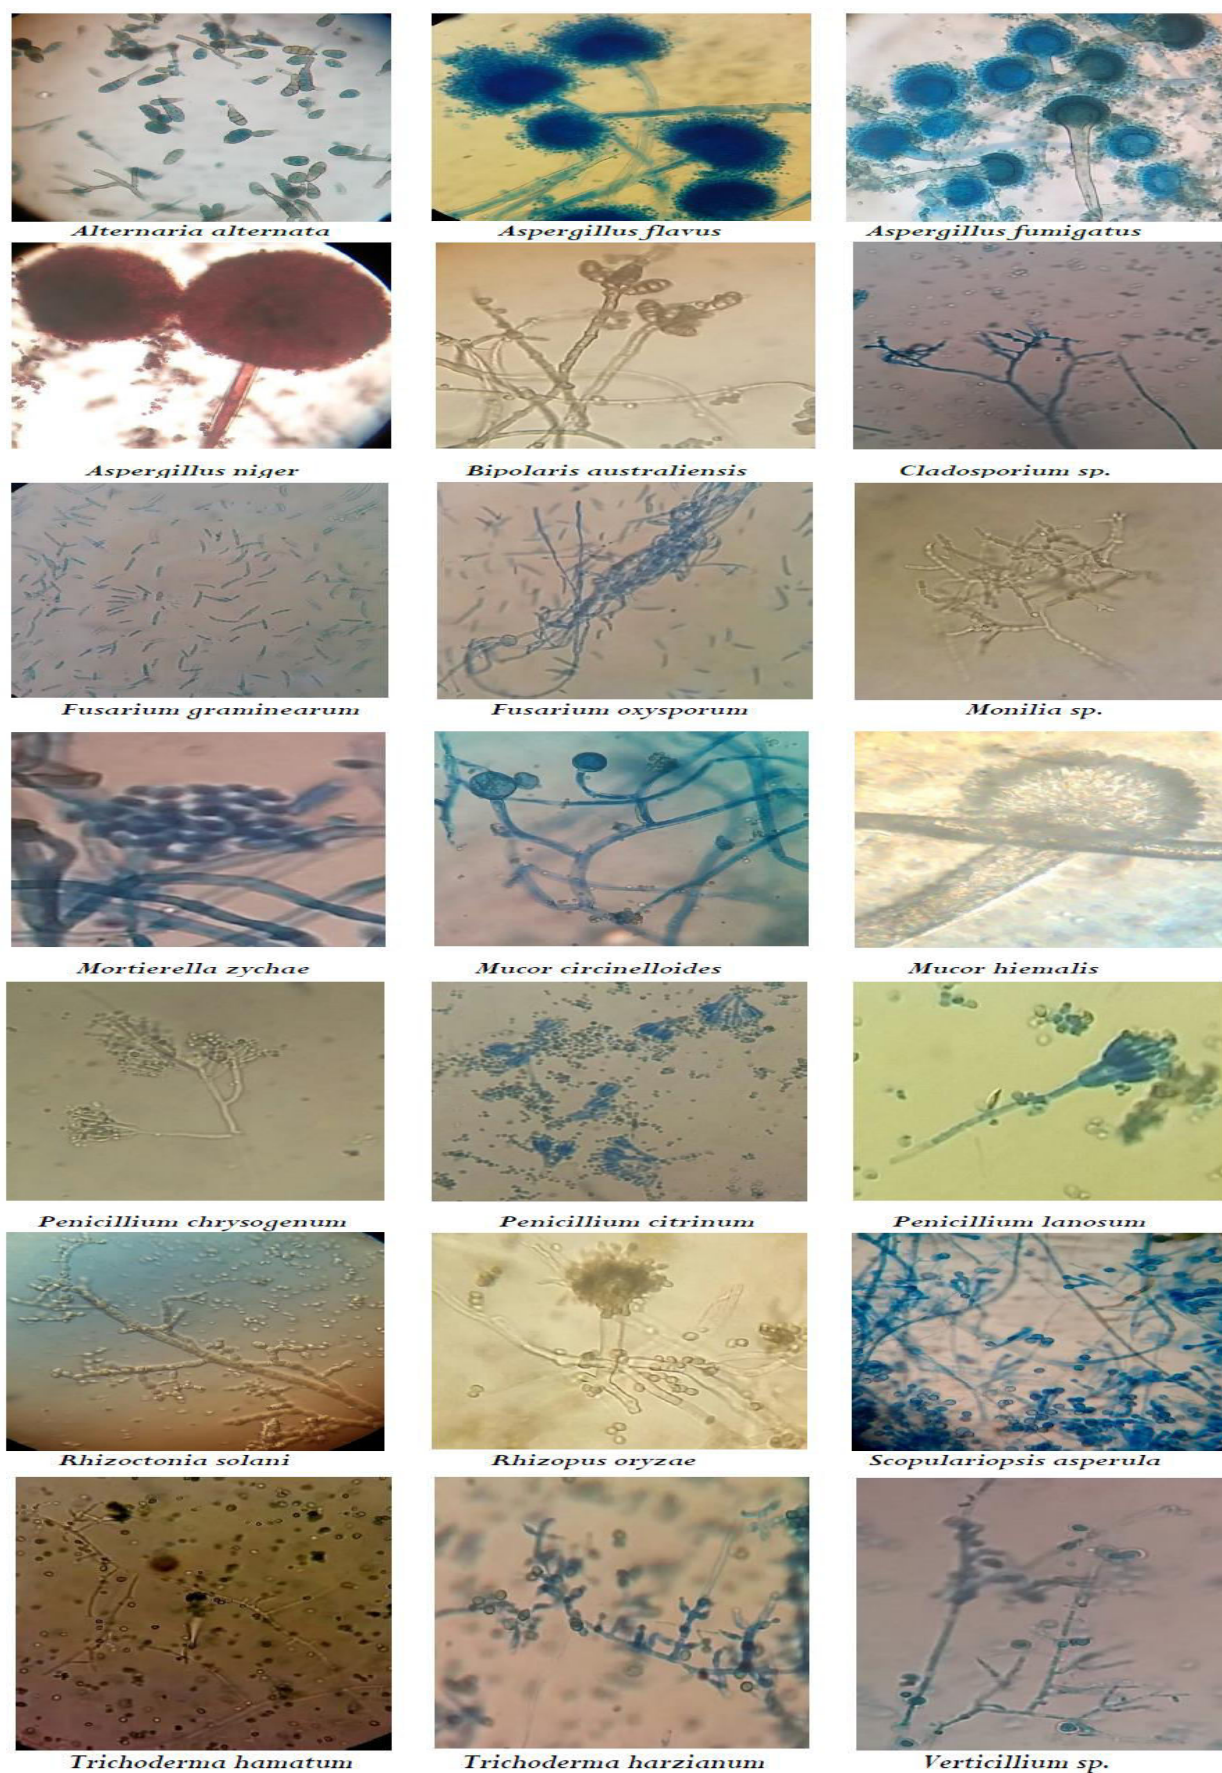 Alternaria alternata
Aspergillus flavus
Aspergillus fumigatus
Aspergillus niger
Bipolaris australiensis
Cladosporium sp.
Fusarium graminearum
Fusarium oxysporum
Monilia sp.
Mortierella zychae
Mucor circinelloides
Mucor hiemalis
Penicillium chrysogenum
Penicillium citrinum
Penicillium lanosum
Rhizoctonia solani
Rhizopus oryzae
Scopulariopsis asperula
Trichoderma hamatum
Trichoderma harzianum
Verticillium sp.